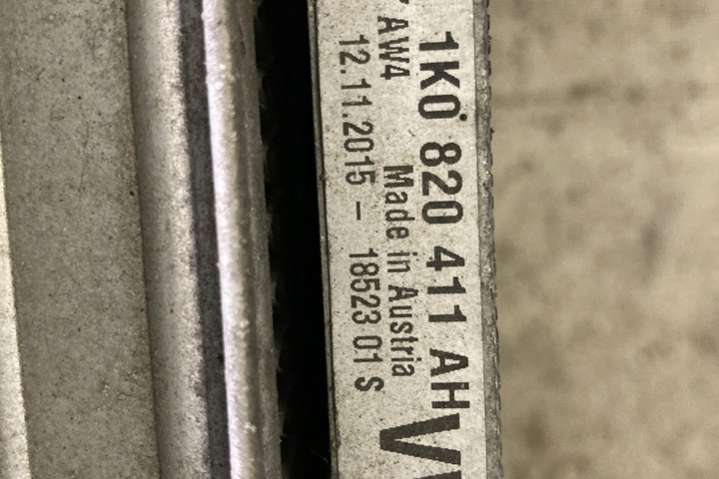 1K0 820 411 AH
AW4 Made in Austria
12.11.2015 - 18523 01 S